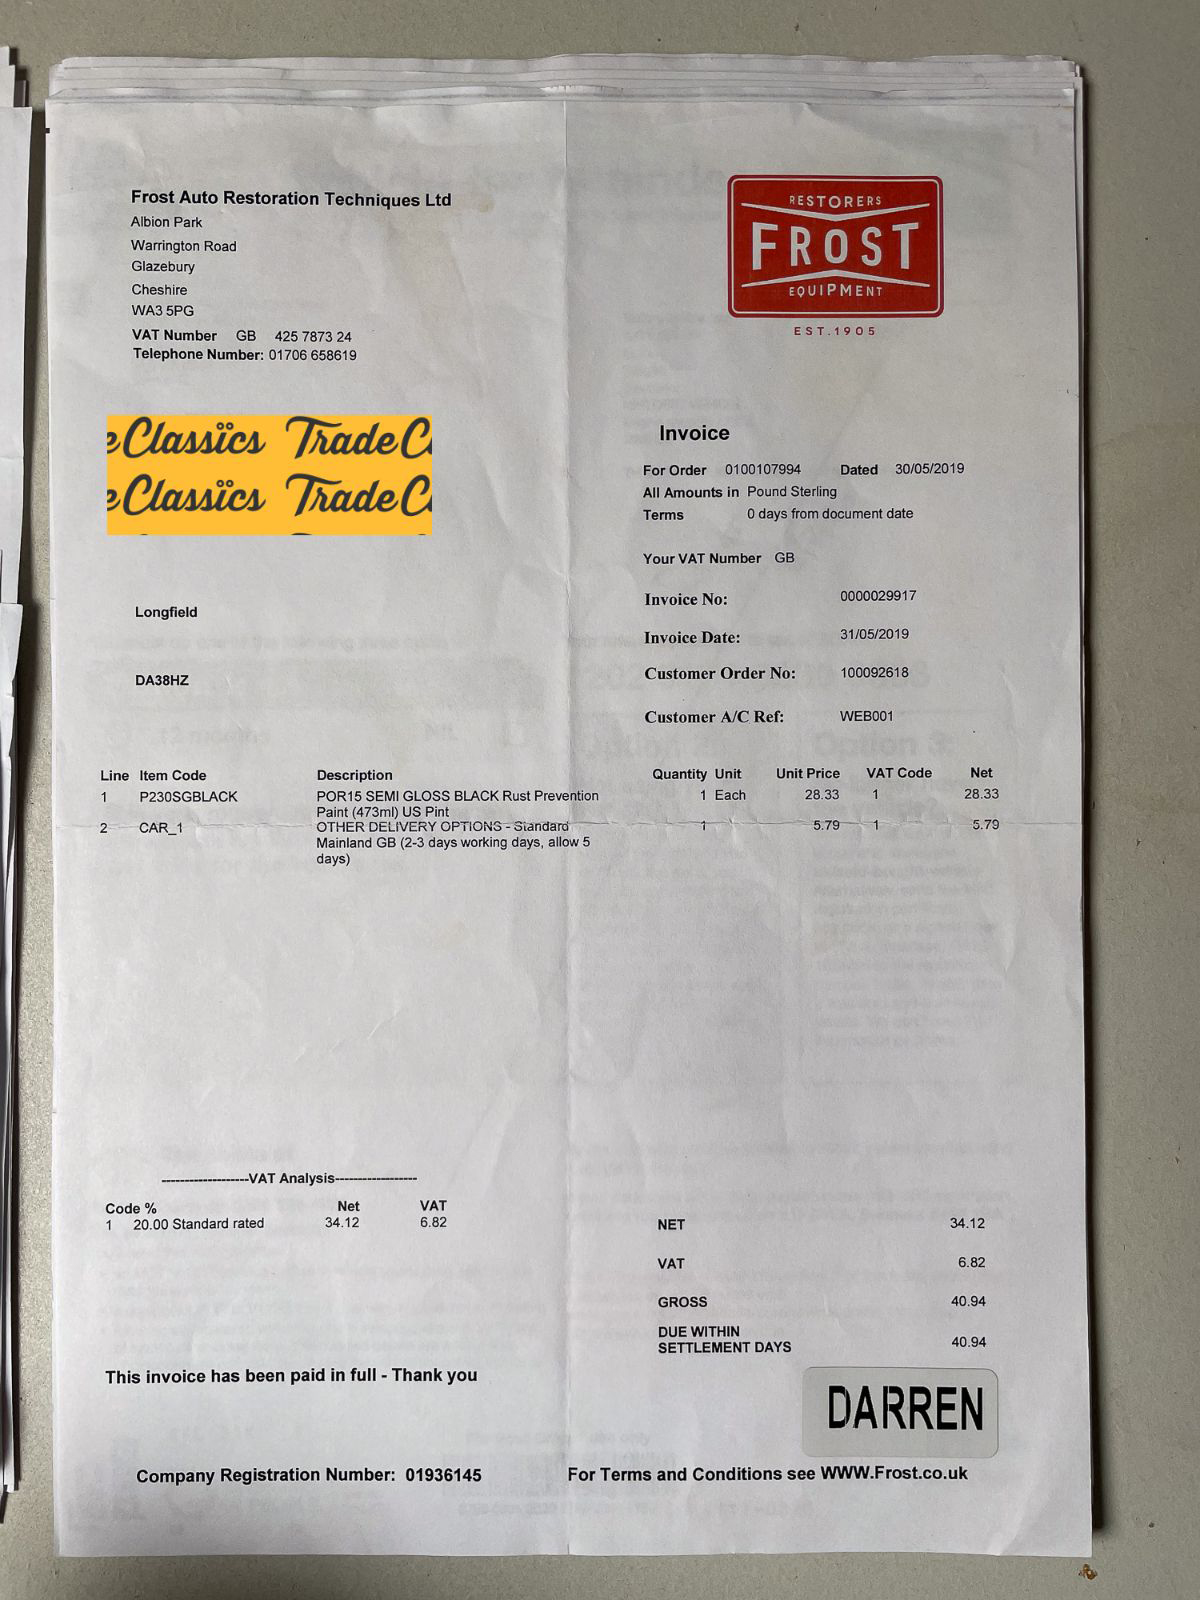 Frost Auto Restoration Techniques Ltd
Albion Park
Warrington Road
Glazebury
Cheshire
WA3 5PG
VAT Number GB 425 7873 24
Telephone Number: 01706 658619
RESTORERS
FROST
EQUIPMENT
EST.1905
e Classïcs Trade C
e Classïcs Trade C
Longfield
DA38HZ
Invoice
For Order 0100107994 Dated 30/05/2019
All Amounts in Pound Sterling
Terms 0 days from document date
Your VAT Number GB
Invoice No: 0000029917
Invoice Date: 31/05/2019
Customer Order No: 100092618
Customer A/C Ref: WEB001
Line Item Code Description Quantity Unit Unit Price VAT Code Net
1 P230SGBLACK POR15 SEMI GLOSS BLACK Rust Prevention 1 Each 28.33 1 28.33
Paint (473ml) US Pint
2 CAR_1 OTHER DELIVERY OPTIONS - Standard 1 5.79 1 5.79
Mainland GB (2-3 days working days, allow 5
days)
-------------------VAT Analysis------------------
Code % Net VAT
1 20.00 Standard rated 34.12 6.82
NET 34.12
VAT 6.82
GROSS 40.94
DUE WITHIN
SETTLEMENT DAYS 40.94
This invoice has been paid in full - Thank you
DARREN
Company Registration Number: 01936145
For Terms and Conditions see WWW.Frost.co.uk